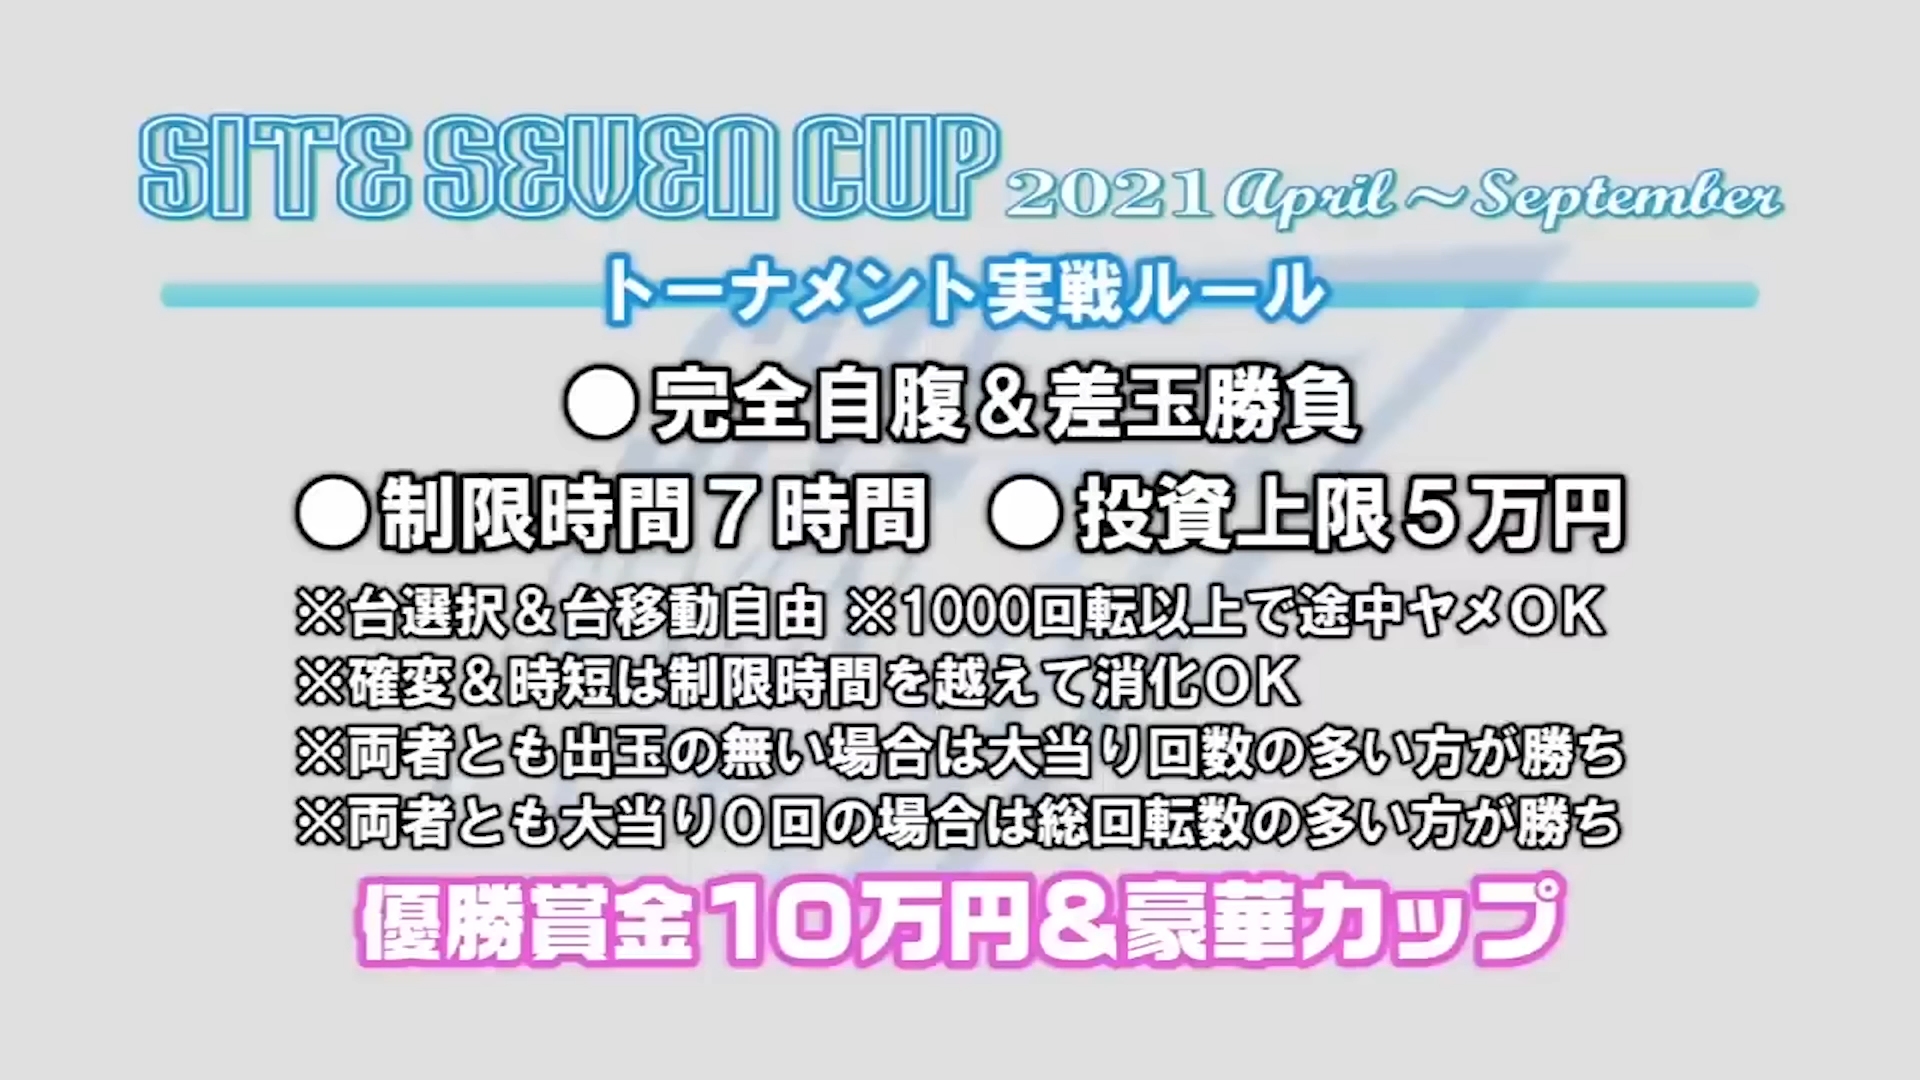 SITE SEVEN CUP 2021 April～September
トーナメント実戦ルール
●完全自腹＆差玉勝負
●制限時間７時間 ●投資上限５万円
※台選択＆台移動自由 ※1000回転以上で途中ヤメＯＫ
※確変＆時短は制限時間を越えて消化ＯＫ
※両者とも出玉の無い場合は大当り回数の多い方が勝ち
※両者とも大当り０回の場合は総回転数の多い方が勝ち
優勝賞金10万円&豪華カップ